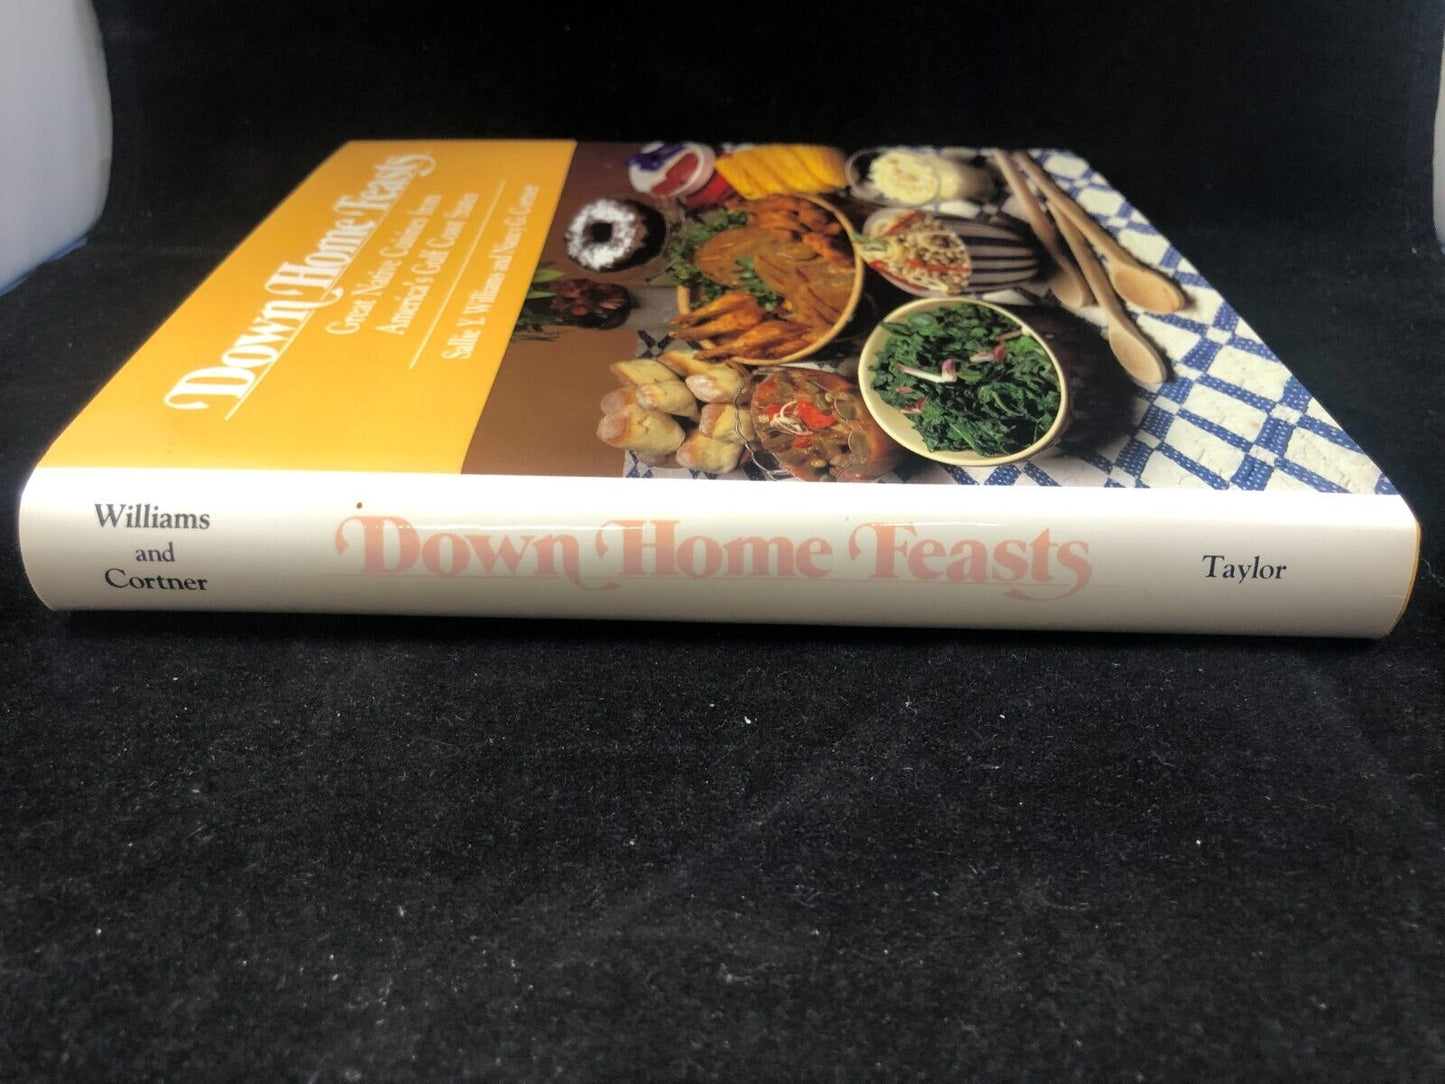 Down Home Feasts
Great Native Cuisines from
America's Gulf Coast States
Sallie Y. Williams and Nancy G. Cortner
Williams
and
Cortner
Down Home Feasts
Taylor